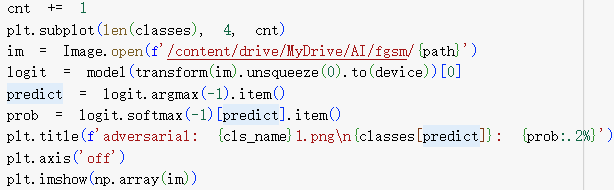 cnt += 1
plt.subplot(len(classes), 4, cnt)
im = Image.open(f'/content/drive/MyDrive/AI/fgsm/{path}')
logit = model(transform(im).unsqueeze(0).to(device))[0]
predict = logit.argmax(-1).item()
prob = logit.softmax(-1)[predict].item()
plt.title(f'adversarial: {cls_name}1.png\n{classes[predict]}: {prob:.2%}')
plt.axis('off')
plt.imshow(np.array(im))